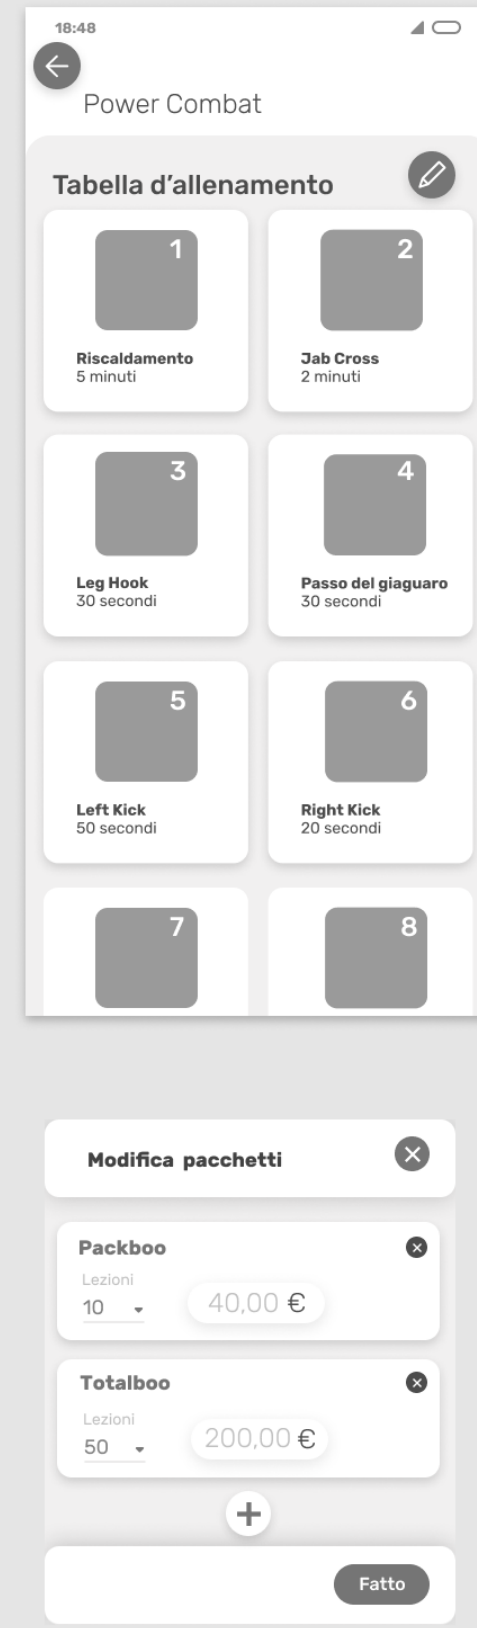 18:48
Power Combat
Tabella d'allenamento
1
Riscaldamento
5 minuti
2
Jab Cross
2 minuti
3
Leg Hook
30 secondi
4
Passo del giaguaro
30 secondi
5
Left Kick
50 secondi
6
Right Kick
20 secondi
7
8
Modifica pacchetti
Packboo
Lezioni
10
40,00 €
Totalboo
Lezioni
50
200,00 €
Fatto